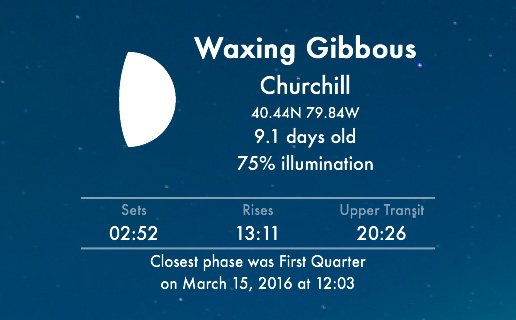 Waxing Gibbous
Churchill
40.44N 79.84W
9.1 days old
75% illumination
Sets Rises Upper Transit
02:52 13:11 20:26
Closest phase was First Quarter
on March 15, 2016 at 12:03